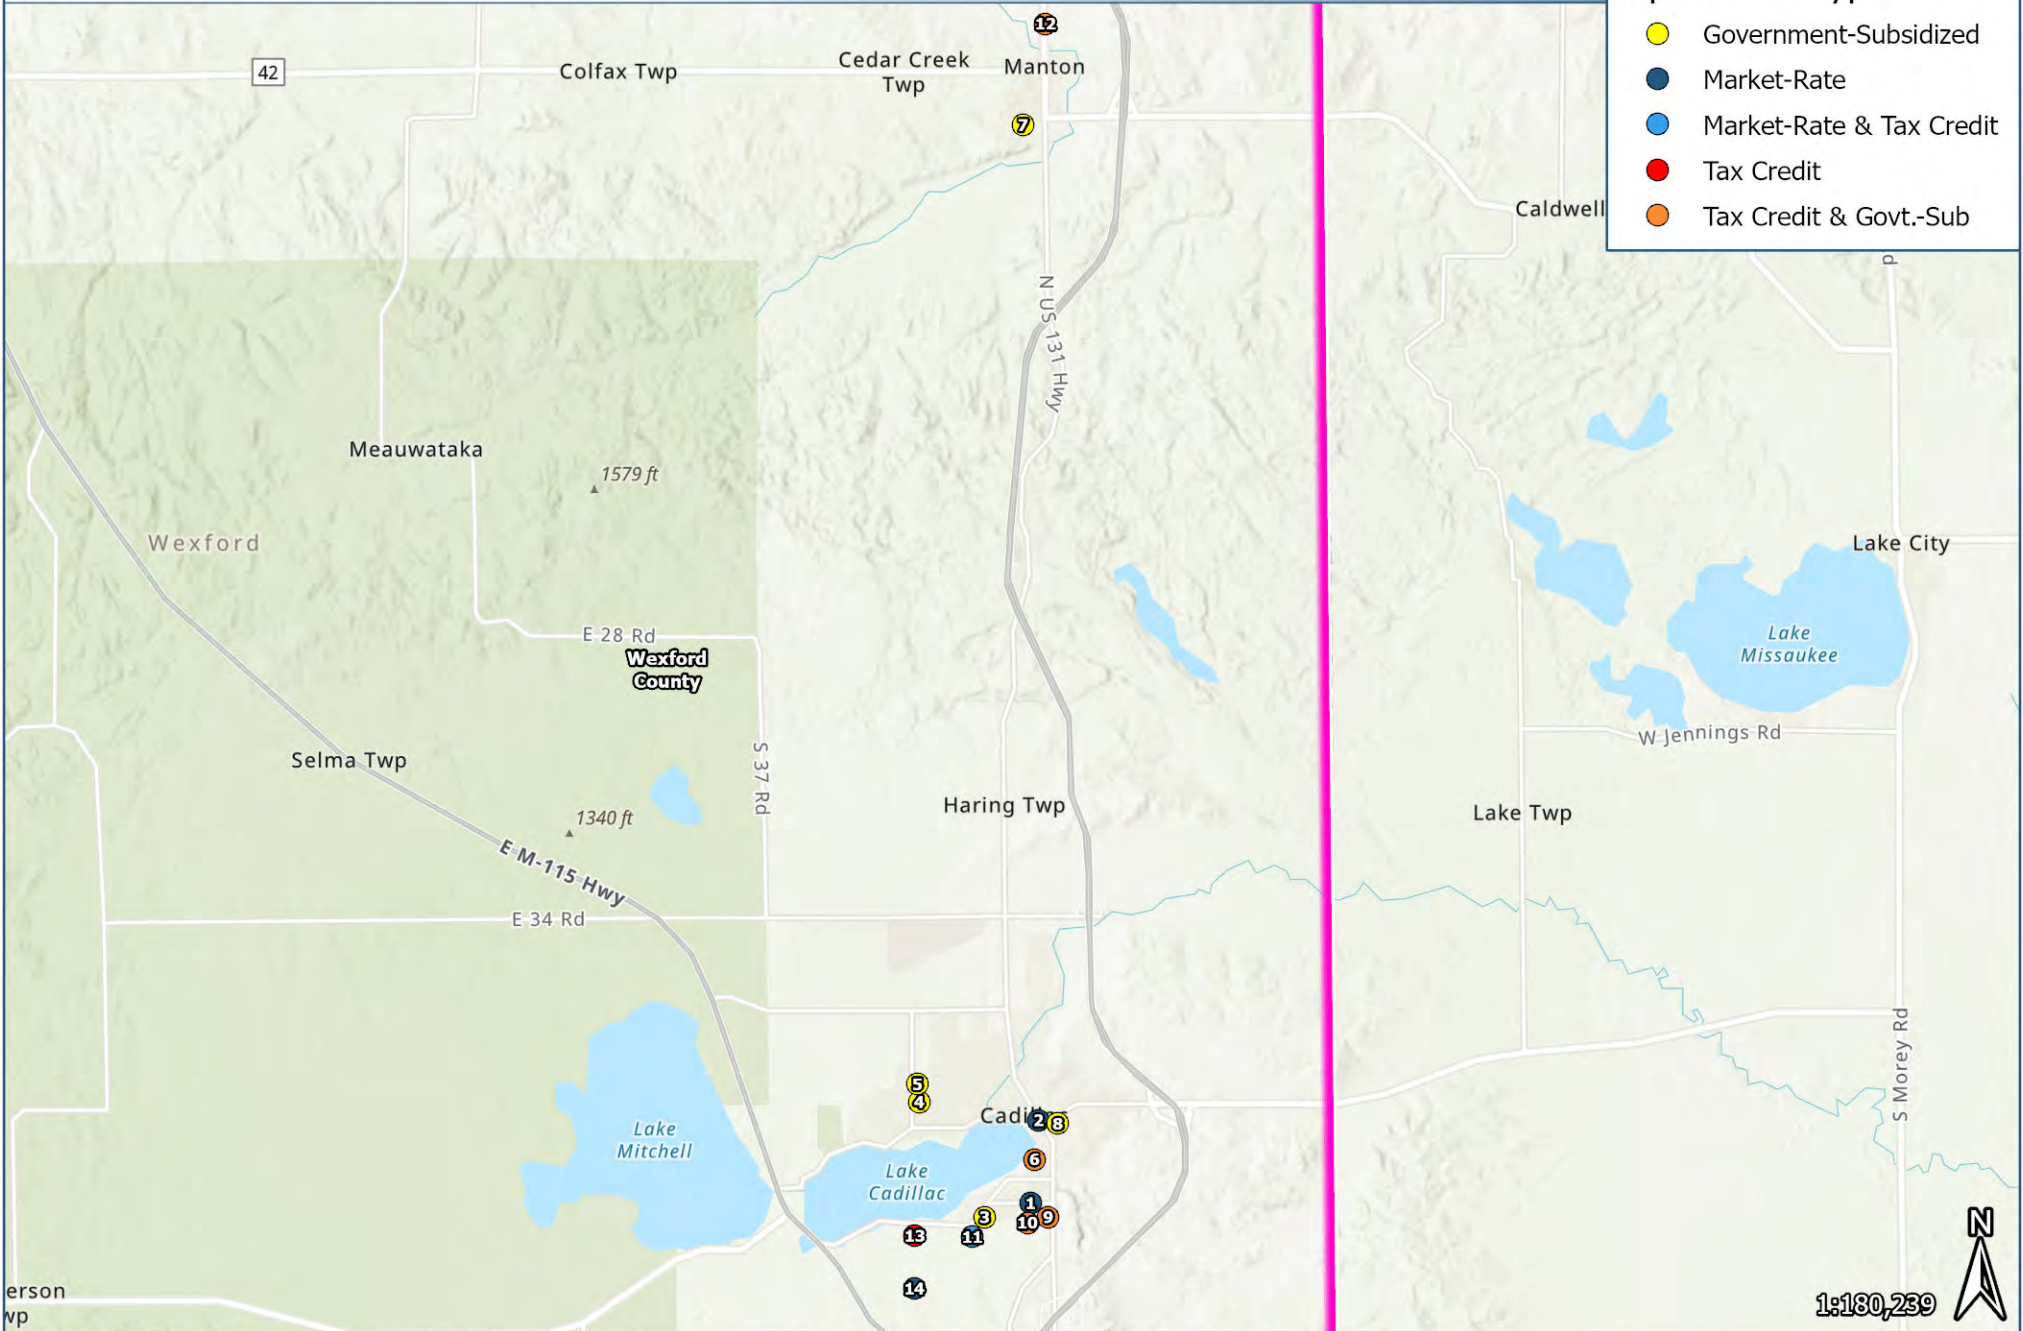 12
42
Colfax Twp
Cedar Creek
Twp
Manton
7
Government-Subsidized
Market-Rate
Market-Rate & Tax Credit
Tax Credit
Tax Credit & Govt.-Sub
Caldwell
N US 131 Hwy
Meauwataka
1579 ft
Wexford
Lake City
E 28 Rd
Wexford
County
Lake
Missaukee
W Jennings Rd
S 37 Rd
Selma Twp
Haring Twp
Lake Twp
1340 ft
E M-115 Hwy
E 34 Rd
S Morey Rd
5
4
2
8
Lake
Mitchell
6
Lake
Cadillac
1
3
10
9
13
11
14
erson
wp
N
1:180,239